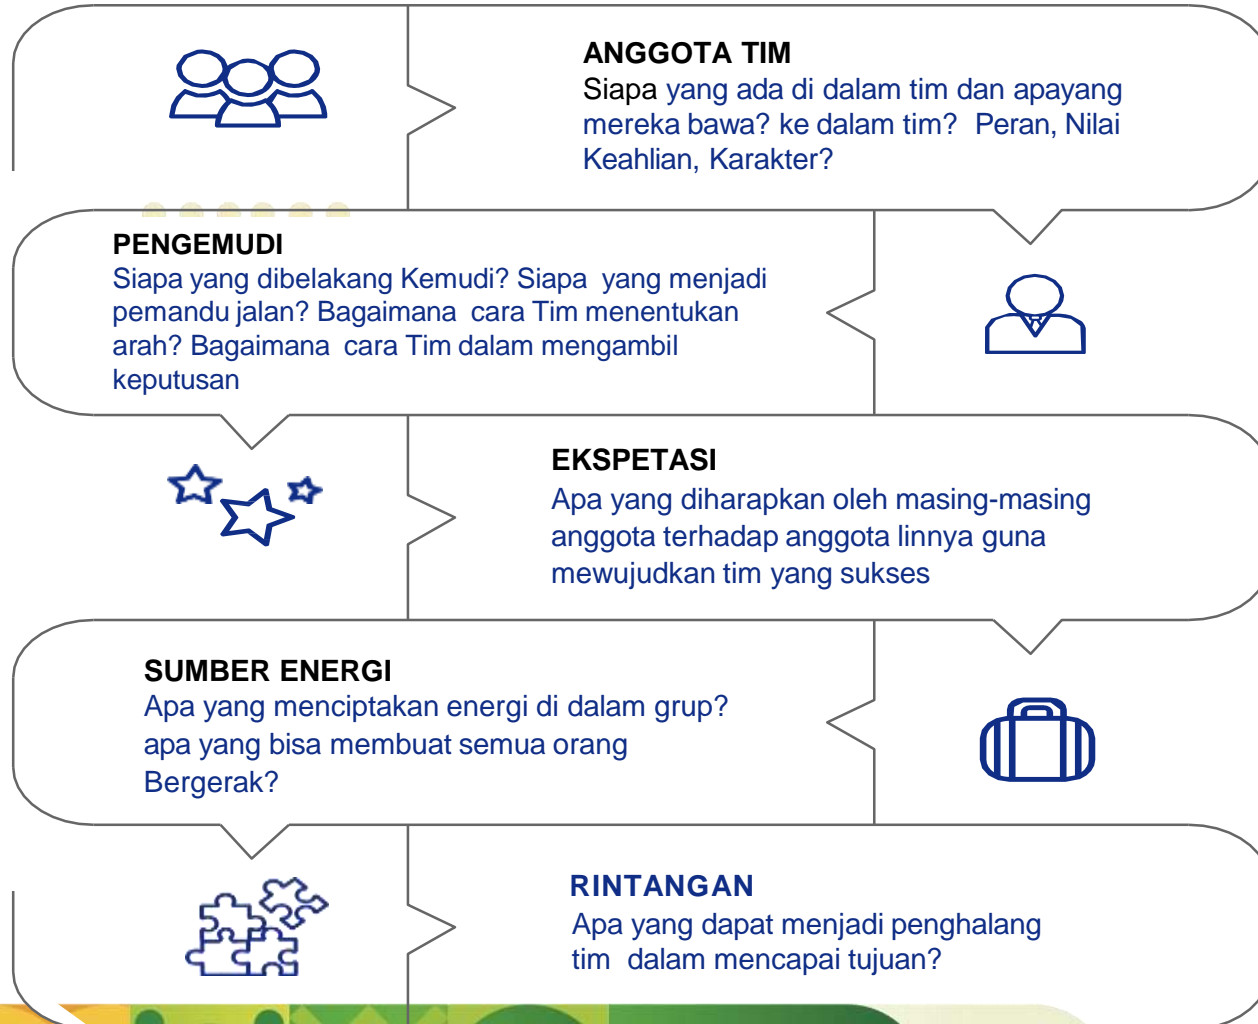 ANGGOTA TIM
Siapa yang ada di dalam tim dan apayang
mereka bawa? ke dalam tim? Peran, Nilai
Keahlian, Karakter?
PENGEMUDI
Siapa yang dibelakang Kemudi? Siapa yang menjadi
pemandu jalan? Bagaimana cara Tim menentukan
arah? Bagaimana cara Tim dalam mengambil
keputusan
EKSPETASI
Apa yang diharapkan oleh masing-masing
anggota terhadap anggota linnya guna
mewujudkan tim yang sukses
SUMBER ENERGI
Apa yang menciptakan energi di dalam grup?
apa yang bisa membuat semua orang
Bergerak?
RINTANGAN
Apa yang dapat menjadi penghalang
tim dalam mencapai tujuan?